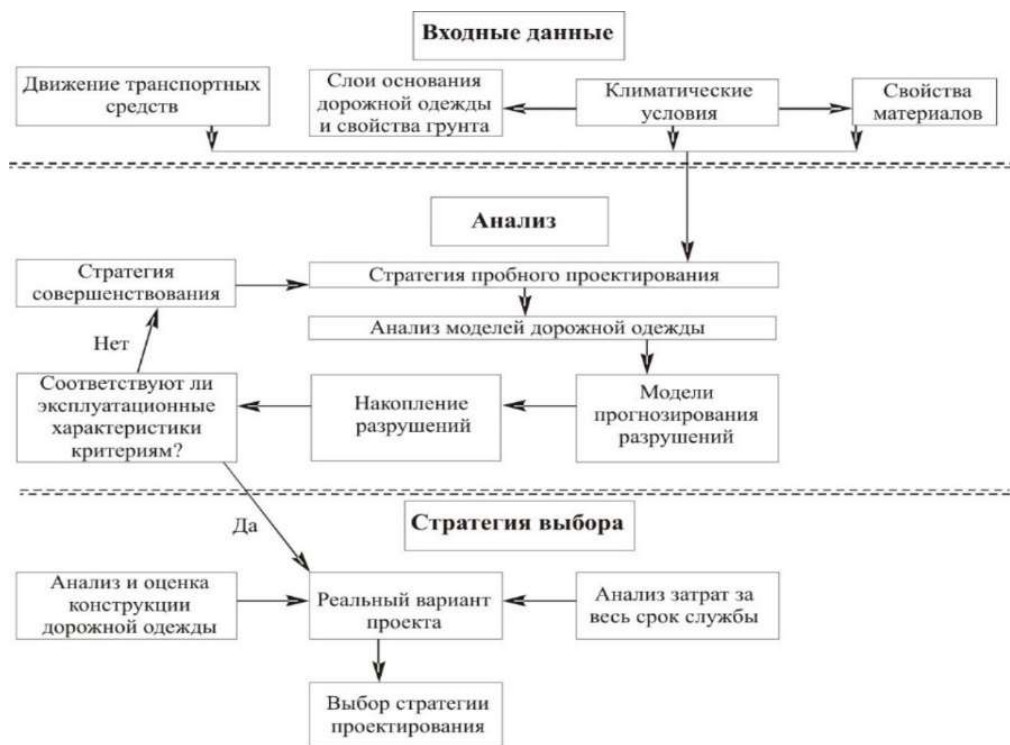 Входные данные
Движение транспортных
средств
Слои основания
дорожной одежды
и свойства грунта
Климатические
условия
Свойства
материалов
Анализ
Стратегия
совершенствования
Стратегия пробного проектирования
Анализ моделей дорожной одежды
Нет
Соответствуют ли
эксплуатационные
характеристики
критериям?
Накопление
разрушений
Модели
прогнозирования
разрушений
Стратегия выбора
Да
Анализ и оценка
конструкции
дорожной одежды
Реальный вариант
проекта
Анализ затрат за
весь срок службы
Выбор стратегии
проектирования